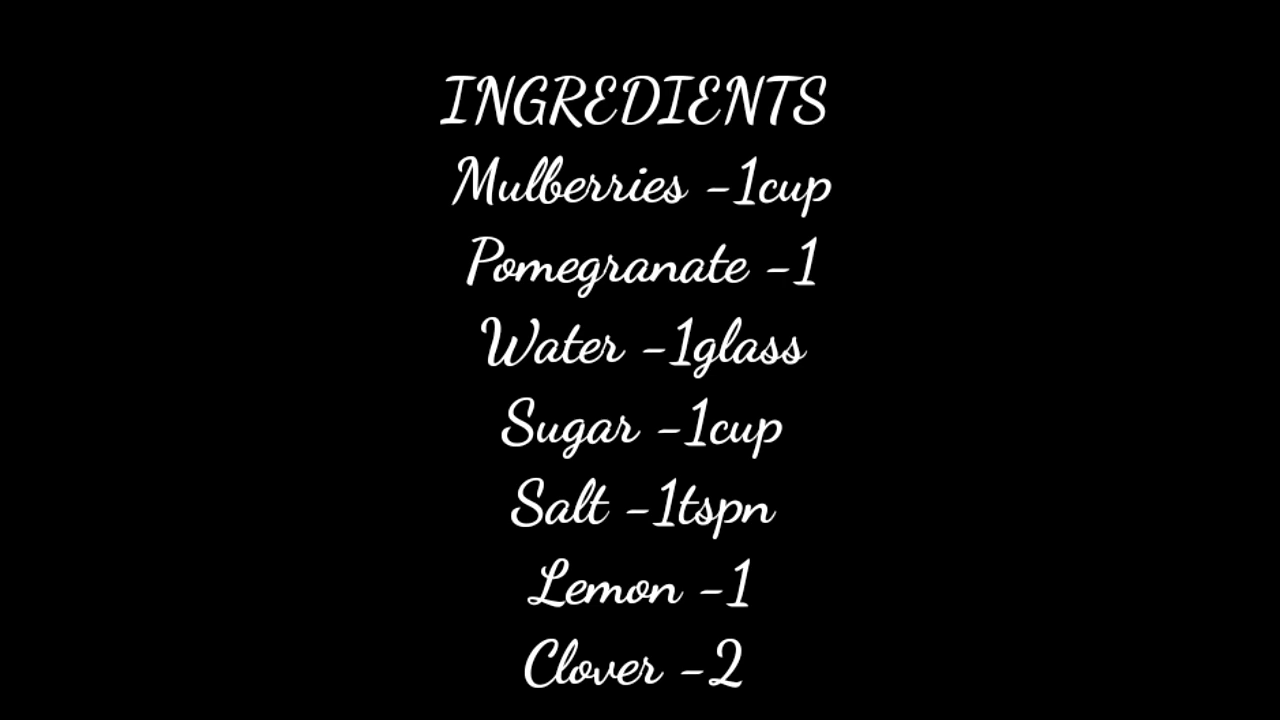 INGREDIENTS
Mulberries -1cup
Pomegranate -1
Water -1glass
Sugar -1cup
Salt -1tspn
Lemon -1
Clover -2